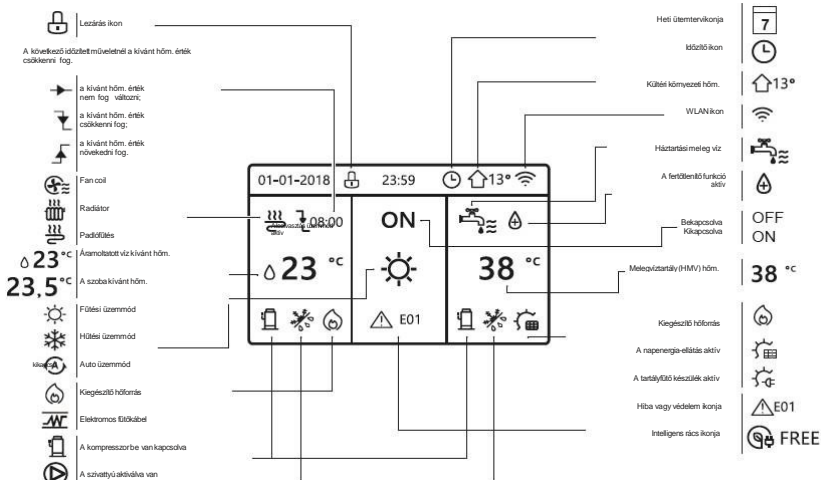 Lezárás ikon
A következő időzített műveletnél a kívánt hőm. érték
csökkenni fog.
a kívánt hőm. érték
nem fog változni;
a kívánt hőm. érték
csökkenni fog;
a kívánt hőm. érték
növekedni fog.
Fan coil
Radiátor
Padlófűtés
23°C
Áramoltatott víz kívánt hőm.
23,5°C
A szoba kívánt hőm.
Fűtési üzemmód
Hűtési üzemmód
Auto üzemmód
Kiegészítő hőforrás
Elektromos fűtőkábel
A kompresszor be van kapcsolva
A szivattyú aktiválva van
01-01-2018
23:59
13°
08:00
ON
23 °C
38 °C
E01
Heti ütemtervikonja
7
Időzítő ikon
Kültéri környezeti hőm.
13°
WLAN ikon
Háztartási meleg víz
A fertőtlenítő funkció
aktív
Bekapcsolva
Kikapcsolva
OFF
ON
Melegvíztartály (HMV) hőm.
38 °C
Kiegészítő hőforrás
A napenergia-ellátás aktív
A tartályfűtő készülék aktív
Hiba vagy védelem ikonja
E01
Intelligens rács ikonja
FREE